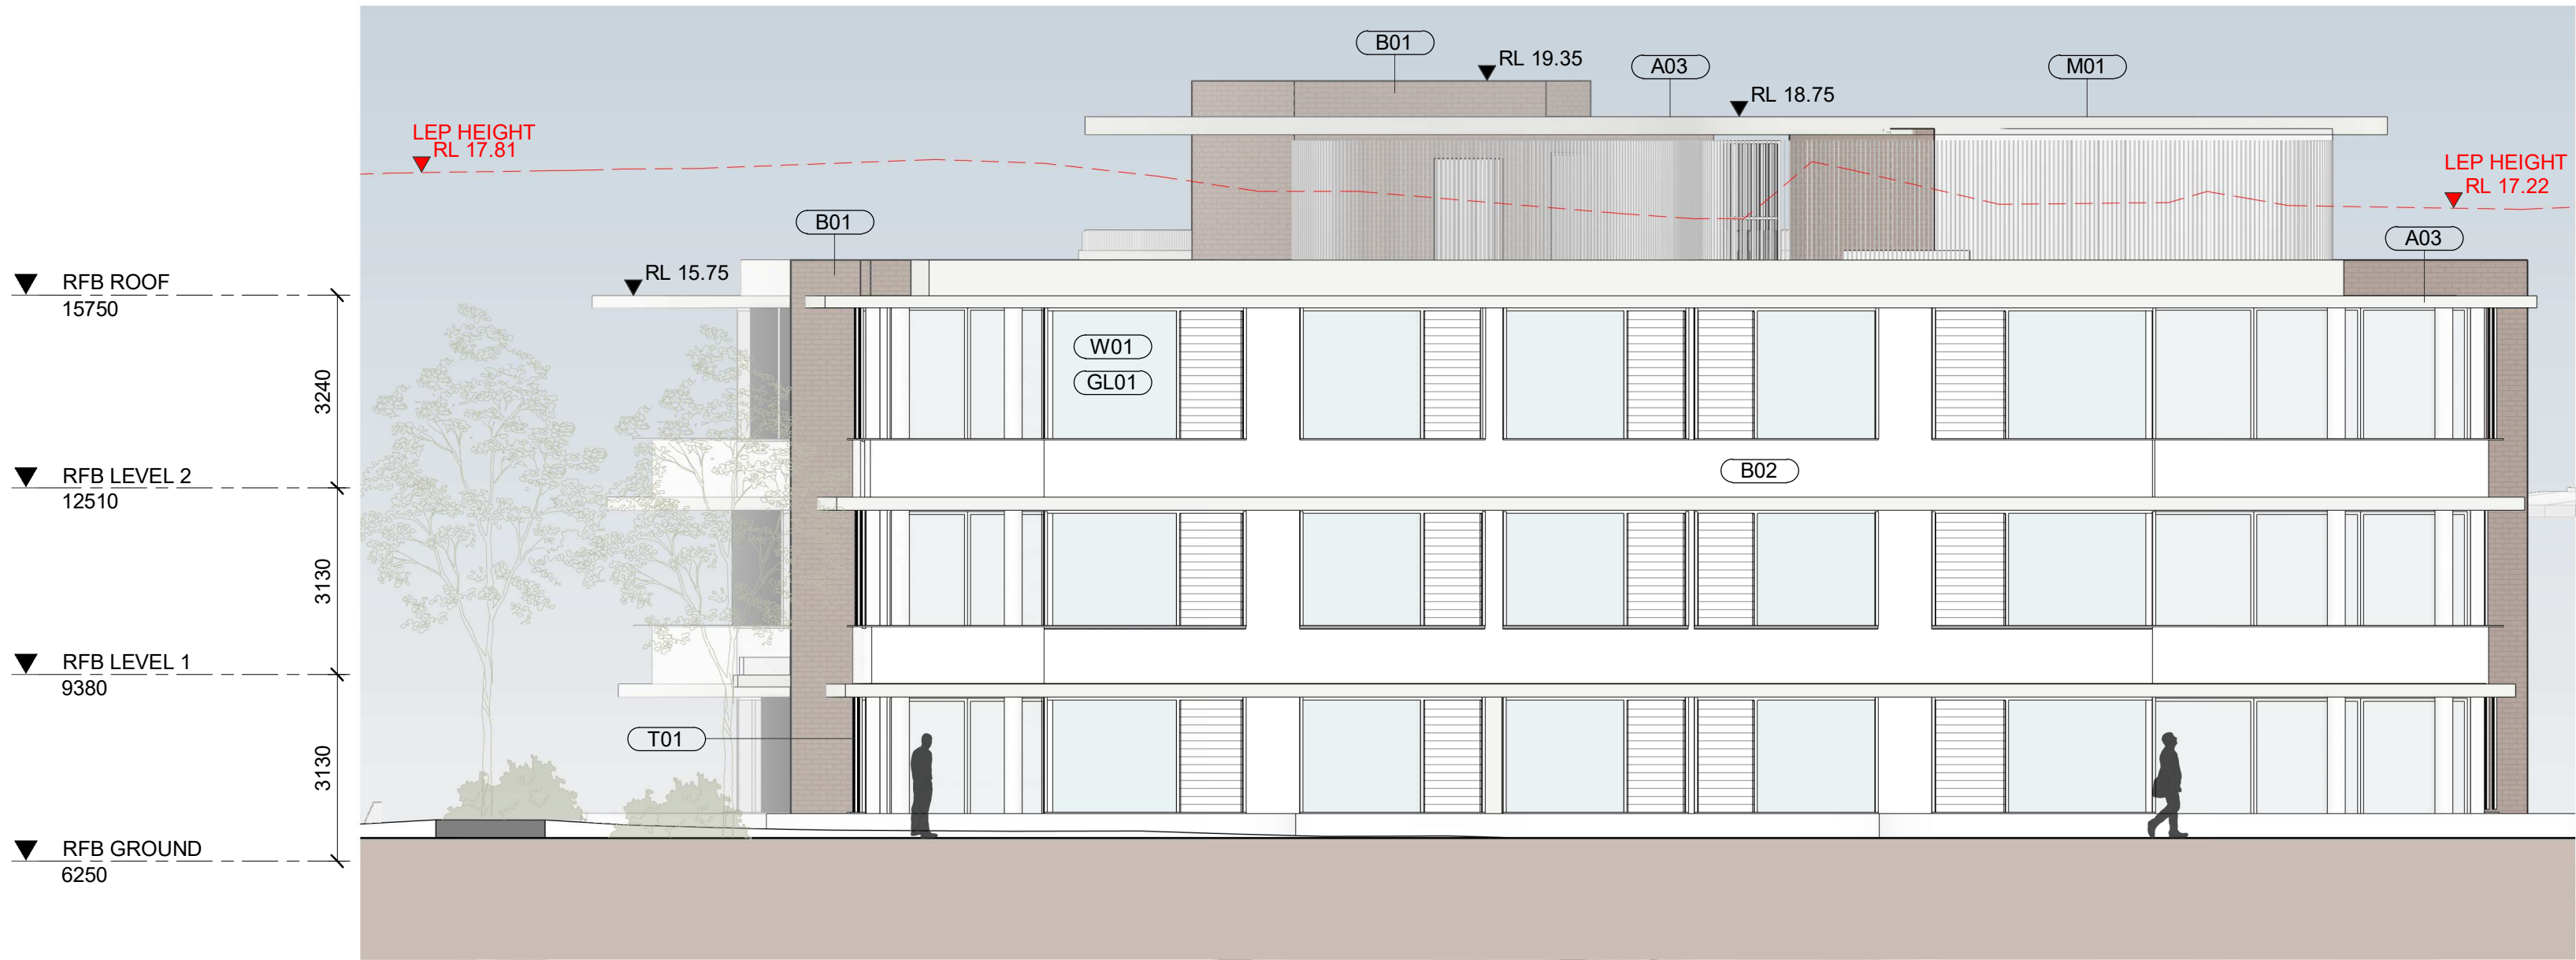 B01
RL 19.35
A03
M01
RL 18.75
LEP HEIGHT
RL 17.81
LEP HEIGHT
RL 17.22
B01
A03
RL 15.75
RFB ROOF
15750
W01
GL01
3240
B02
RFB LEVEL 2
12510
3130
RFB LEVEL 1
9380
T01
3130
RFB GROUND
6250